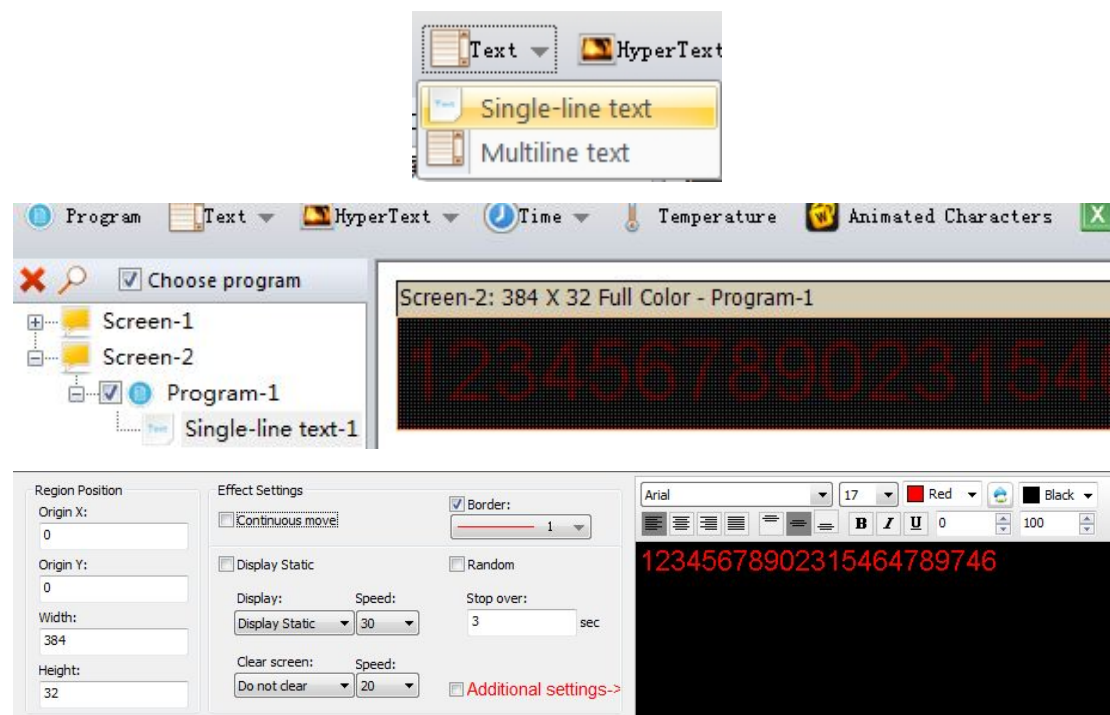 Text HyperText
Single-line text
Multiline text
Program Text HyperText Time Temperature Animated Characters
Choose program
Screen-1
Screen-2
Program-1
Single-line text-1
Screen-2: 384 X 32 Full Color - Program-1
1234567890231546
Region Position
Origin X:
0
Origin Y:
0
Width:
384
Height:
32
Effect Settings
Continuous move
Border:
1
Display Static
Random
Display: Speed:
Display Static 30
Stop over:
3 sec
Clear screen: Speed:
Do not clear 20
Additional settings->
Arial 17 Red Black
B I U 0 100
12345678902315464789746